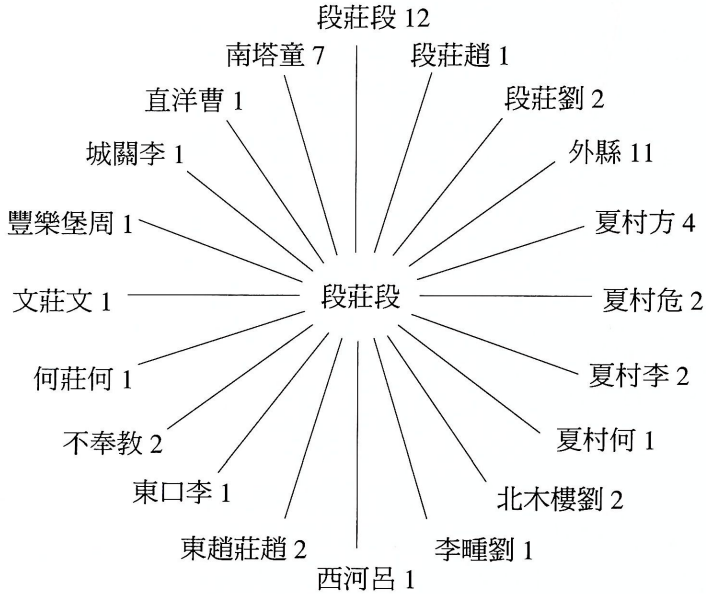 段莊段 12
南塔童 7
段莊趙 1
直洋曹 1
段莊劉 2
城關李 1
外縣 11
豐樂堡周 1
夏村方 4
文莊文 1
段莊段
夏村危 2
何莊何 1
夏村李 2
不奉教 2
夏村何 1
東口李 1
北木樓劉 2
東趙莊趙 2
李畽劉 1
西河呂 1